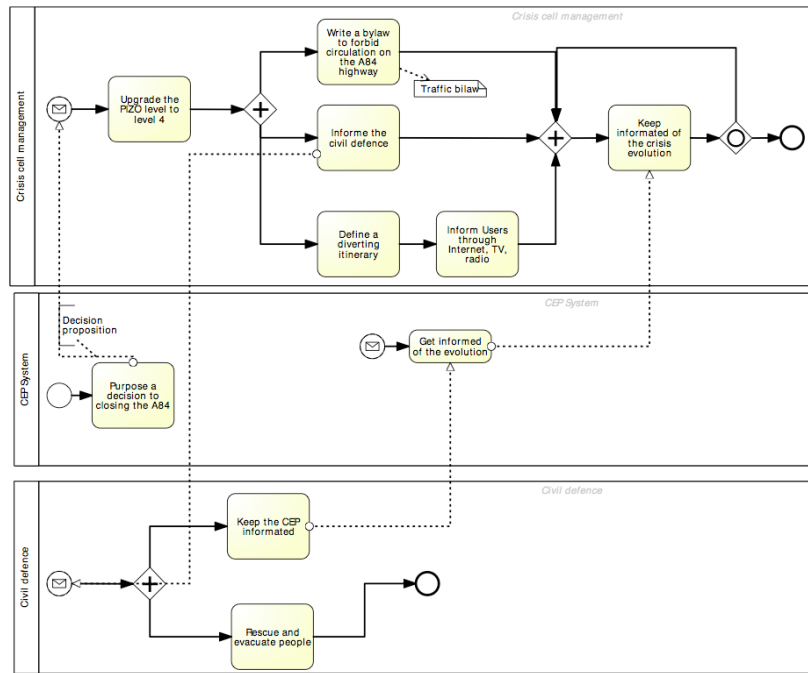 Crisis cell management
Crisis cell management
Write a bylaw
to forbid
circulation on
the A84
highway
Traffic bilaw
Upgrade the
PIZO level to
level 4
Informe the
civil defence
Keep
informated of
the crisis
evolution
Define a
diverting
itinerary
Inform Users
through
Internet, TV,
radio
CEP System
CEP System
Decision
proposition
Get informed
of the evolution
Purpose a
decision to
closing the A84
Civil defence
Civil defence
Keep the CEP
informated
Rescue and
evacuate people